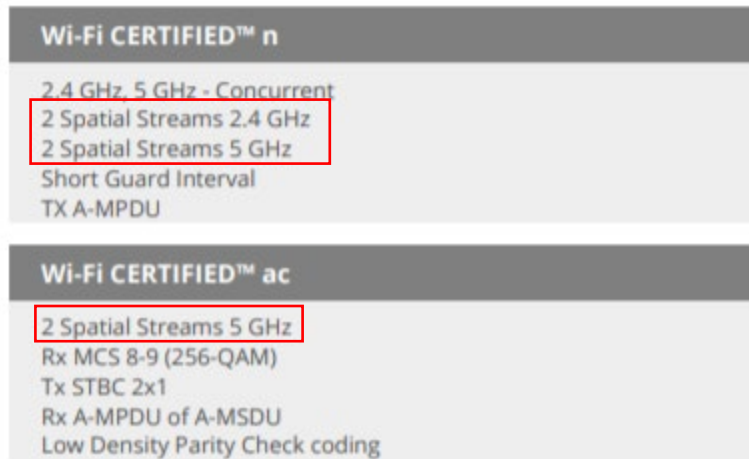 Wi-Fi CERTIFIED™ n
2.4 GHz, 5 GHz - Concurrent
2 Spatial Streams 2.4 GHz
2 Spatial Streams 5 GHz
Short Guard Interval
TX A-MPDU
Wi-Fi CERTIFIED™ ac
2 Spatial Streams 5 GHz
Rx MCS 8-9 (256-QAM)
Tx STBC 2x1
Rx A-MPDU of A-MSDU
Low Density Parity Check coding